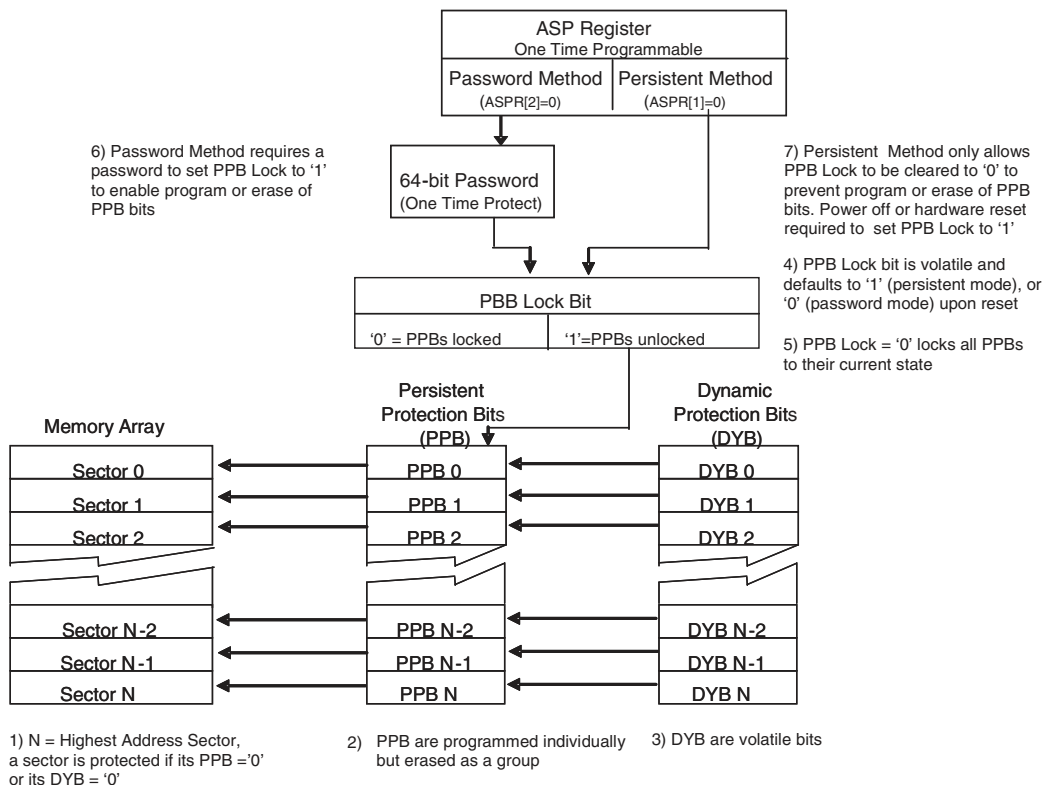 ASP Register
One Time Programmable
Password Method
(ASPR[2]=0)
Persistent Method
(ASPR[1]=0)
6) Password Method requires a
password to set PPB Lock to ‘1’
to enable program or erase of
PPB bits
64-bit Password
(One Time Protect)
7) Persistent Method only allows
PPB Lock to be cleared to ‘0’ to
prevent program or erase of PPB
bits. Power off or hardware reset
required to set PPB Lock to ‘1’
4) PPB Lock bit is volatile and
defaults to ‘1’ (persistent mode), or
‘0’ (password mode) upon reset
5) PPB Lock = ‘0’ locks all PPBs
to their current state
PBB Lock Bit
‘0’ = PPBs locked
‘1’=PPBs unlocked
Memory Array
Persistent
Protection Bits
(PPB)
Dynamic
Protection Bits
(DYB)
Sector 0
PPB 0
DYB 0
Sector 1
PPB 1
DYB 1
Sector 2
PPB 2
DYB 2
Sector N-2
PPB N-2
DYB N-2
Sector N-1
PPB N-1
DYB N-1
Sector N
PPB N
DYB N
1) N = Highest Address Sector,
a sector is protected if its PPB =‘0’
or its DYB = ‘0’
2) PPB are programmed individually
but erased as a group
3) DYB are volatile bits